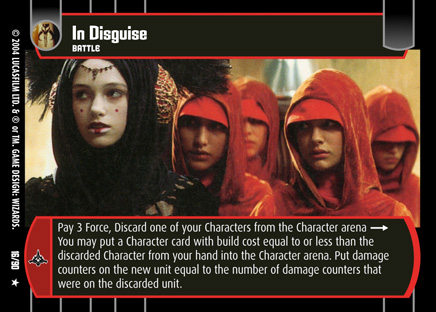 In Disguise
BATTLE
Pay 3 Force, Discard one of your Characters from the Character arena →
You may put a Character card with build cost equal to or less than the
discarded Character from your hand into the Character arena. Put damage
counters on the new unit equal to the number of damage counters that
were on the discarded unit.
© 2004 LUCASFILM LTD. & ® or TM. GAME DESIGN: WIZARDS.
16/90